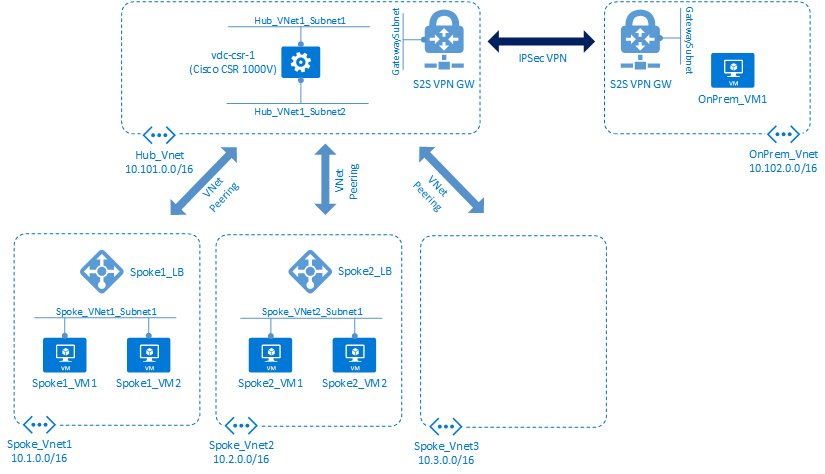 Hub_VNet1_Subnet1
vdc-csr-1
(Cisco CSR 1000V)
Hub_VNet1_Subnet2
GatewaySubnet
S2S VPN GW
IPSec VPN
S2S VPN GW
GatewaySubnet
VM
OnPrem_VM1
Hub_Vnet
10.101.0.0/16
OnPrem_Vnet
10.102.0.0/16
VNet
Peering
VNet
Peering
VNet
Peering
Spoke1_LB
Spoke_VNet1_Subnet1
VM
VM
Spoke1_VM1
Spoke1_VM2
Spoke_Vnet1
10.1.0.0/16
Spoke2_LB
Spoke_VNet2_Subnet1
VM
VM
Spoke2_VM1
Spoke2_VM2
Spoke_Vnet2
10.2.0.0/16
Spoke_Vnet3
10.3.0.0/16